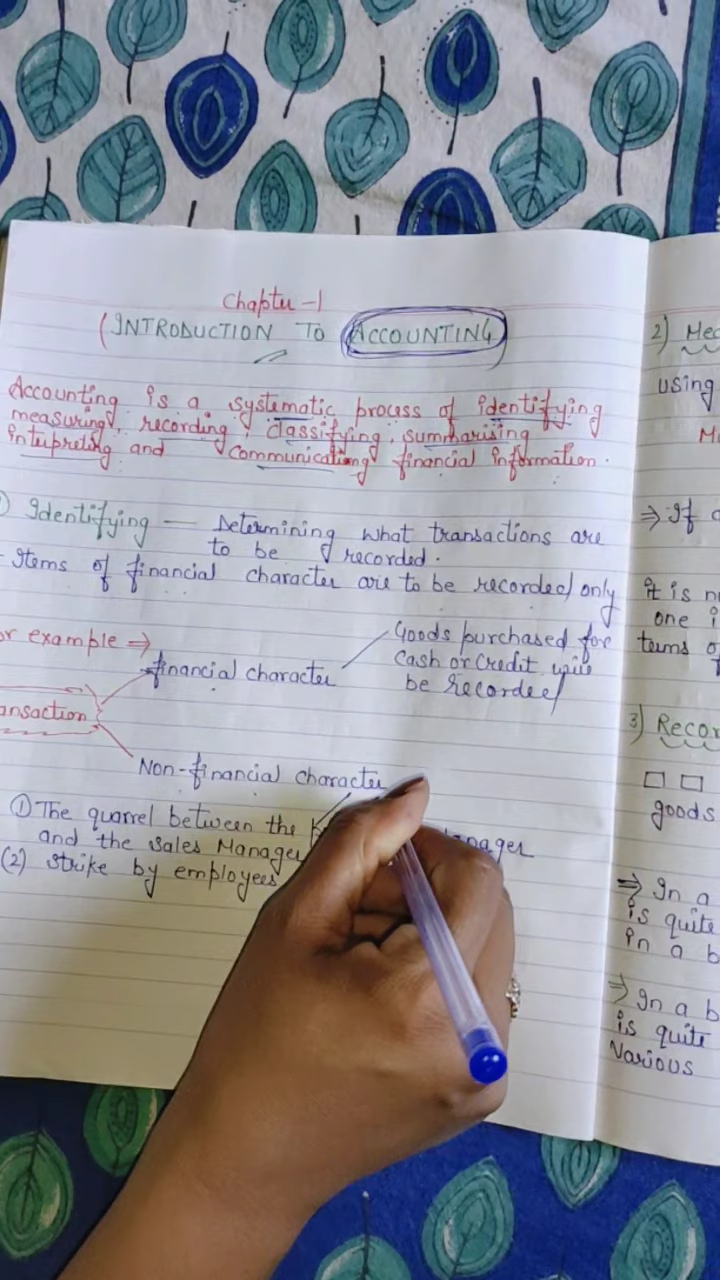 Chapter -1
(INTRODUCTION TO ACCOUNTING
Accounting is a systematic process of identifying
measuring, recording, classifying, summarising
interpreting and communicating financial information.
) Identifying — Determining what transactions are
to be recorded.
- Items of financial character are to be recorded only
or example ⇒
financial character
Goods purchased for
cash or credit will
be recorded
ansaction
Non-financial character
① The quarrel between the
anager
and the Sales Manager
(2) strike by employees
2) Mea
using
⇒ If a
it is n
one i
terms o
3) Recor
goods
⇒ In a
is quite
in a b
⇒ In a b
is quite
Various